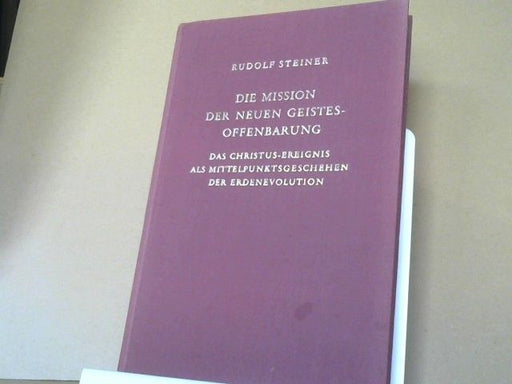 RUDOLF STEINER
DIE MISSION
DER NEUEN GEISTES-
OFFENBARUNG
DAS CHRISTUS-EREIGNIS
ALS MITTELPUNKTSGESCHEHEN
DER ERDENEVOLUTION